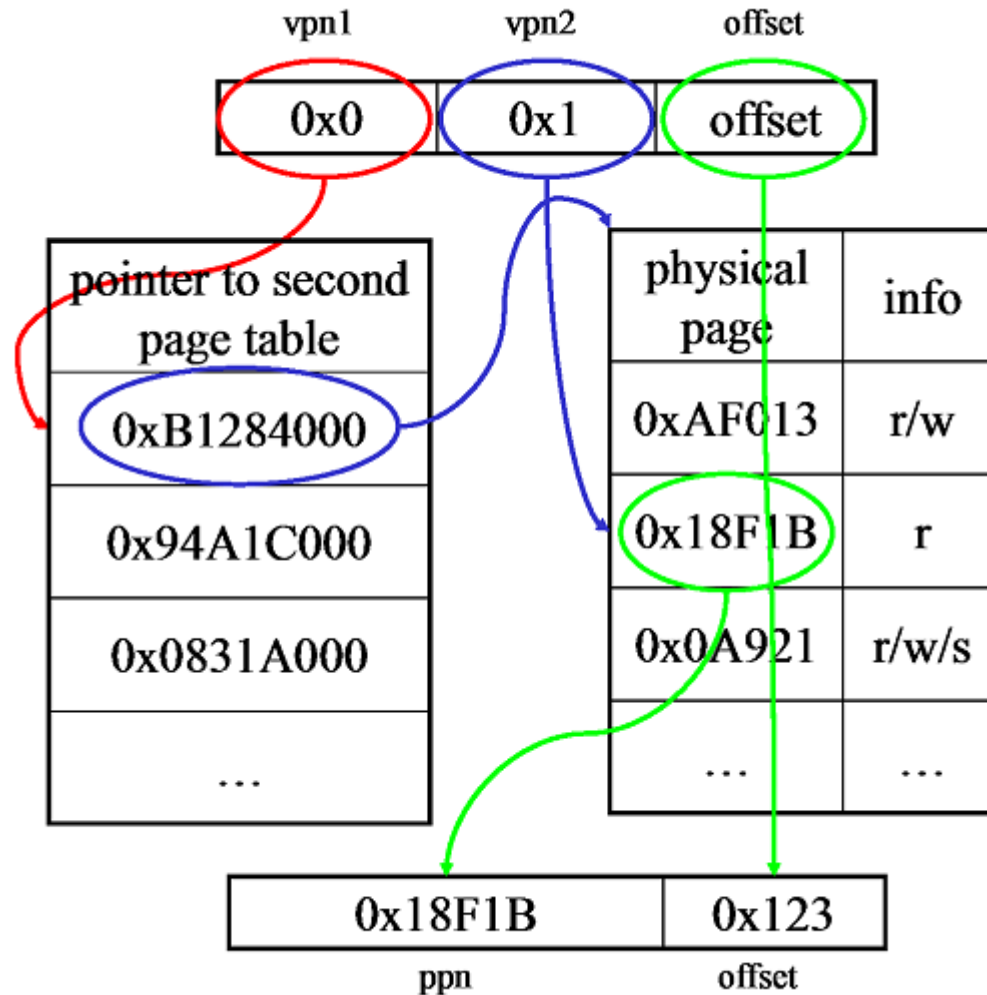 vpn1 vpn2 offset
0x0 0x1 offset
pointer to second
page table
0xB1284000
0x94A1C000
0x0831A000
…
physical
page
info
0xAF013 r/w
0x18F1B r
0x0A921 r/w/s
… …
0x18F1B 0x123
ppn offset